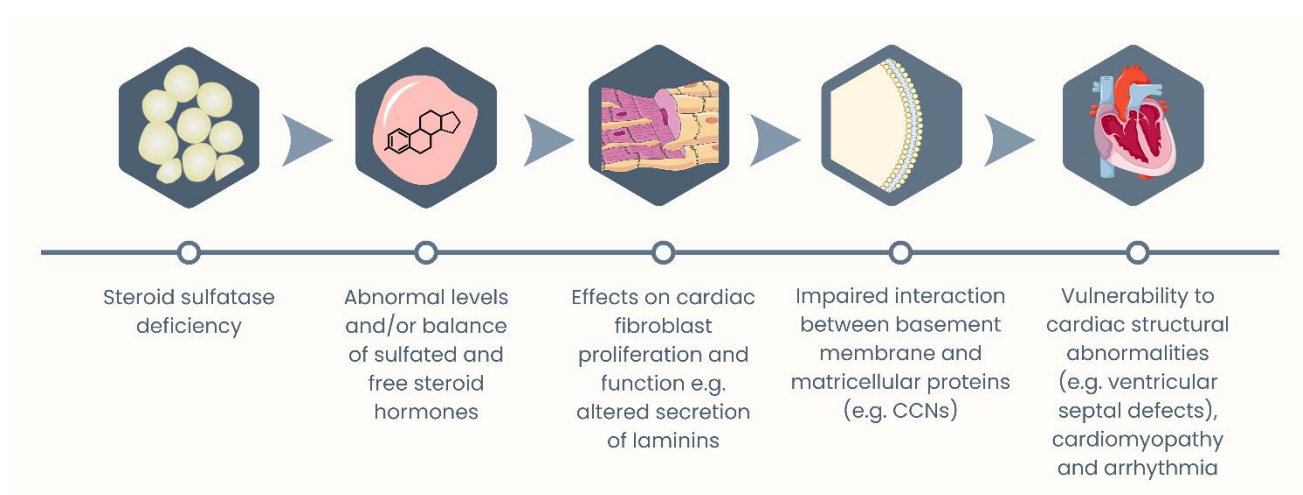 Steroid sulfatase
deficiency
Abnormal levels
and/or balance
of sulfated and
free steroid
hormones
Effects on cardiac
fibroblast
proliferation and
function e.g.
altered secretion
of laminins
Impaired interaction
between basement
membrane and
matricellular proteins
(e.g. CCNs)
Vulnerability to
cardiac structural
abnormalities
(e.g. ventricular
septal defects),
cardiomyopathy
and arrhythmia